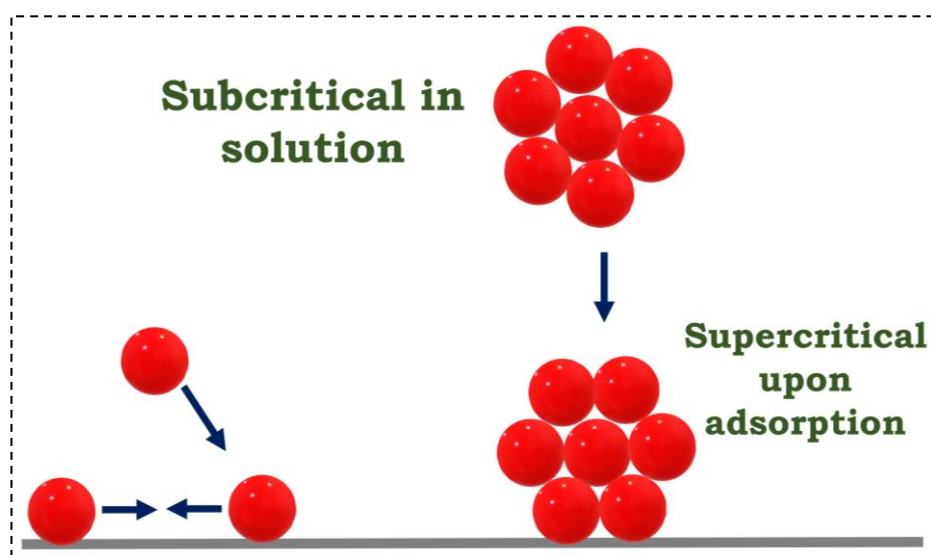 Subcritical in
solution
Supercritical
upon
adsorption